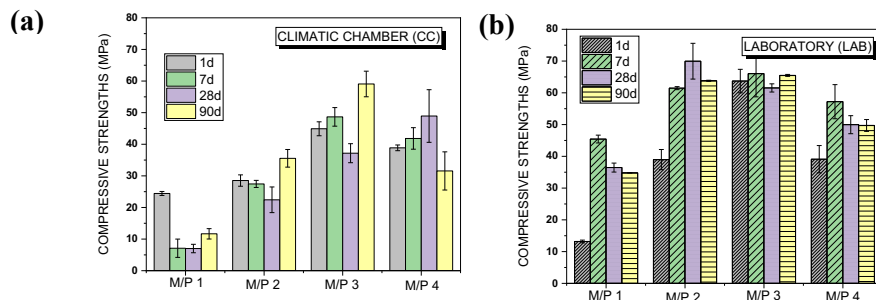 (a)
CLIMATIC CHAMBER (CC)
1d
7d
28d
90d
COMPRESSIVE STRENGTHS (MPa)
80
70
60
50
40
30
20
10
0
M/P 1
M/P 2
M/P 3
M/P 4
(b)
LABORATORY (LAB)
1d
7d
28d
90d
COMPRESSIVE STRENGTHS (MPa)
80
70
60
50
40
30
20
10
0
M/P 1
M/P 2
M/P 3
M/P 4